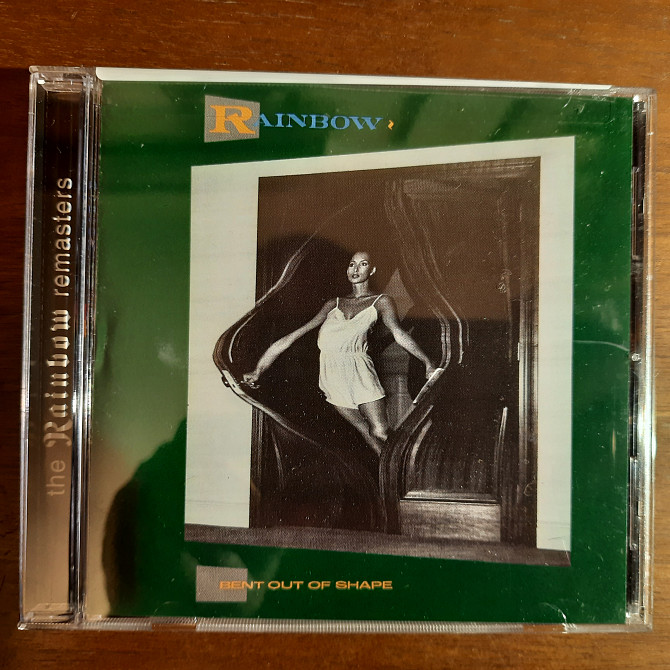 RAINBOW
BENT OUT OF SHAPE
the Rainbow remasters